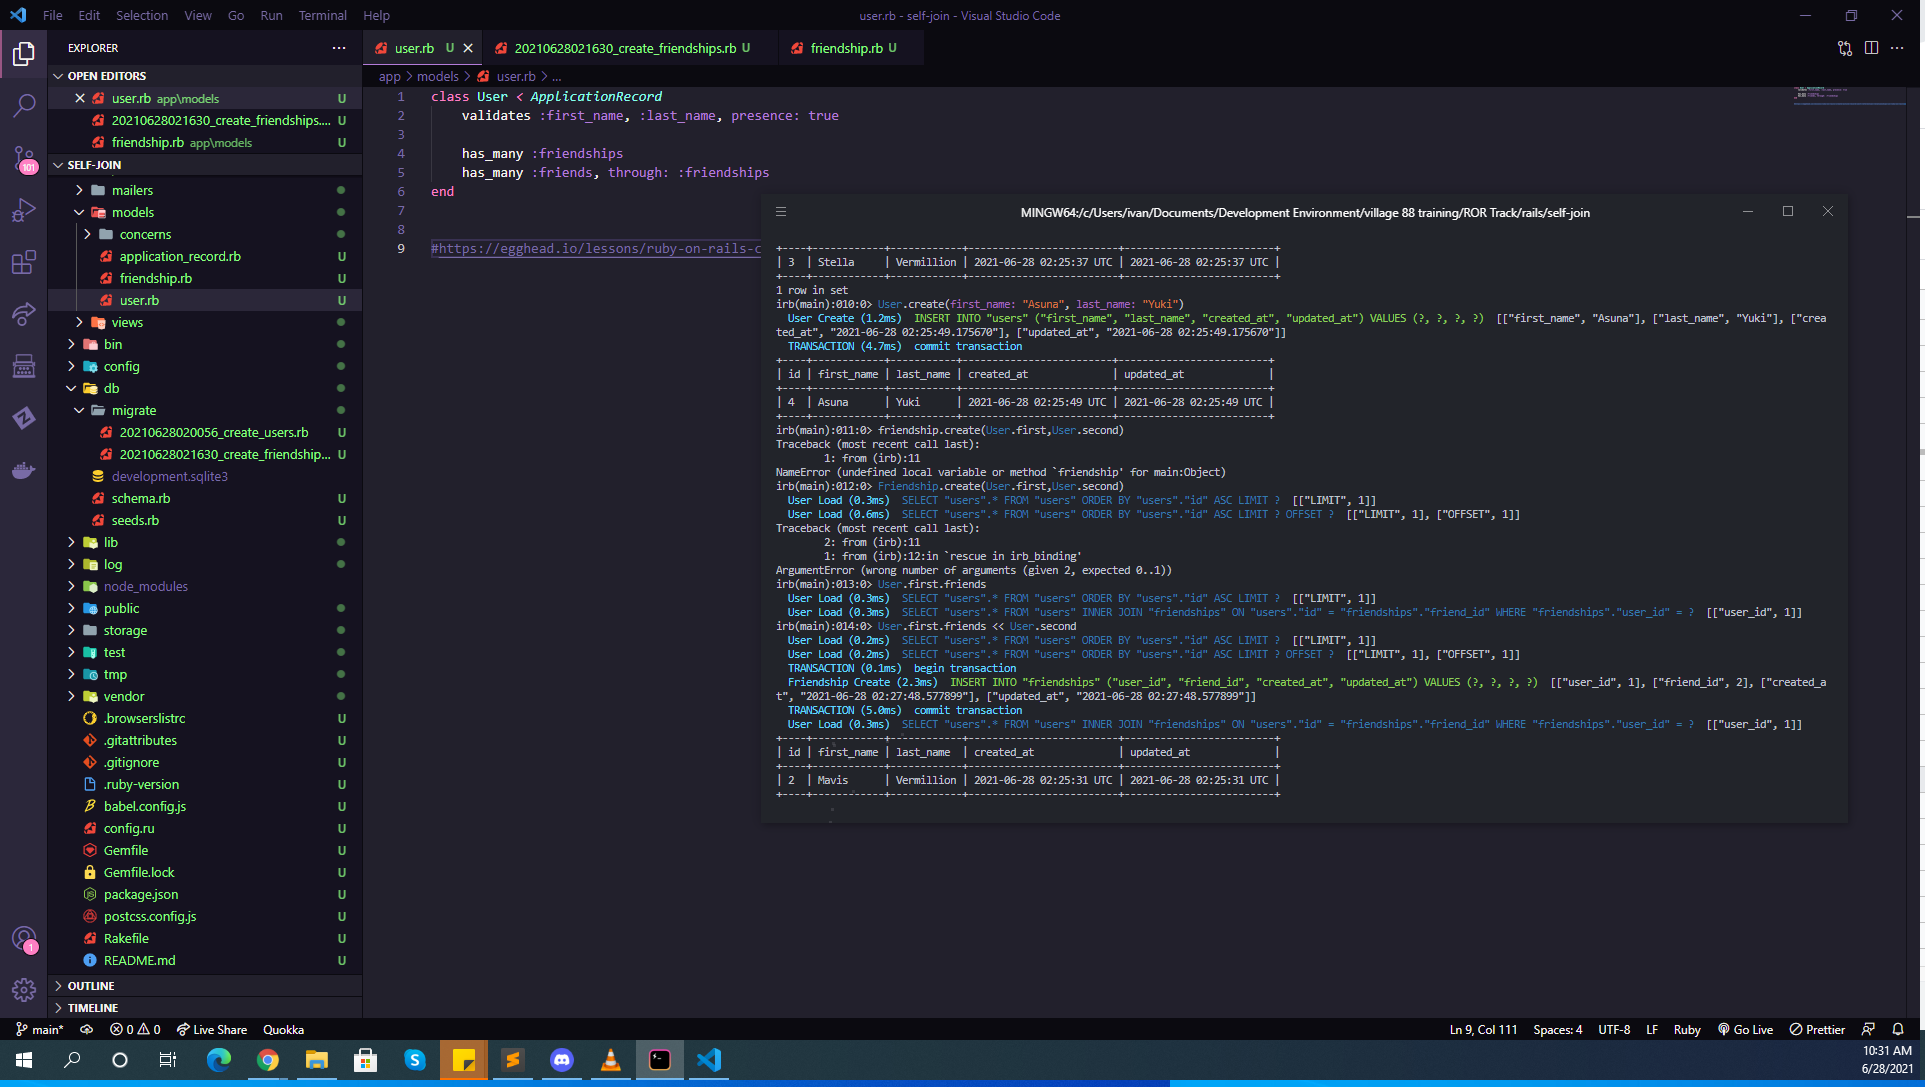 File Edit Selection View Go Run Terminal Help
user.rb - self-join - Visual Studio Code
EXPLORER
OPEN EDITORS
user.rb app\models U
20210628021630_create_friendships.... U
friendship.rb app\models U
SELF-JOIN
mailers
models
concerns
application_record.rb U
friendship.rb U
user.rb U
views
bin
config
db
migrate
20210628020056_create_users.rb U
20210628021630_create_friendship... U
development.sqlite3
schema.rb U
seeds.rb U
lib
log
node_modules
public
storage
test
tmp
vendor
.browserslistrc U
.gitattributes U
.gitignore U
.ruby-version U
babel.config.js U
config.ru U
Gemfile U
Gemfile.lock U
package.json U
postcss.config.js U
Rakefile U
README.md U
OUTLINE
TIMELINE
101
1
user.rb U 20210628021630_create_friendships.rb U friendship.rb U
app > models > user.rb > ...
1 class User < ApplicationRecord
2 validates :first_name, :last_name, presence: true
3
4 has_many :friendships
5 has_many :friends, through: :friendships
6 end
7
8
9 #https://egghead.io/lessons/ruby-on-rails-c
MINGW64:/c/Users/ivan/Documents/Development Environment/village 88 training/ROR Track/rails/self-join
+----+------------+------------+-------------------------+-------------------------+
| 3 | Stella | Vermillion | 2021-06-28 02:25:37 UTC | 2021-06-28 02:25:37 UTC |
+----+------------+------------+-------------------------+-------------------------+
1 row in set
irb(main):010:0> User.create(first_name: "Asuna", last_name: "Yuki")
User Create (1.2ms) INSERT INTO "users" ("first_name", "last_name", "created_at", "updated_at") VALUES (?, ?, ?, ?) [["first_name", "Asuna"], ["last_name", "Yuki"], ["crea
ted_at", "2021-06-28 02:25:49.175670"], ["updated_at", "2021-06-28 02:25:49.175670"]]
TRANSACTION (4.7ms) commit transaction
+----+------------+-----------+-------------------------+-------------------------+
| id | first_name | last_name | created_at | updated_at |
+----+------------+-----------+-------------------------+-------------------------+
| 4 | Asuna | Yuki | 2021-06-28 02:25:49 UTC | 2021-06-28 02:25:49 UTC |
+----+------------+-----------+-------------------------+-------------------------+
irb(main):011:0> friendship.create(User.first,User.second)
Traceback (most recent call last):
1: from (irb):11
NameError (undefined local variable or method `friendship' for main:Object)
irb(main):012:0> Friendship.create(User.first,User.second)
User Load (0.3ms) SELECT "users".* FROM "users" ORDER BY "users"."id" ASC LIMIT ? [["LIMIT", 1]]
User Load (0.6ms) SELECT "users".* FROM "users" ORDER BY "users"."id" ASC LIMIT ? OFFSET ? [["LIMIT", 1], ["OFFSET", 1]]
Traceback (most recent call last):
2: from (irb):11
1: from (irb):12:in `rescue in irb_binding'
ArgumentError (wrong number of arguments (given 2, expected 0..1))
irb(main):013:0> User.first.friends
User Load (0.3ms) SELECT "users".* FROM "users" ORDER BY "users"."id" ASC LIMIT ? [["LIMIT", 1]]
User Load (0.3ms) SELECT "users".* FROM "users" INNER JOIN "friendships" ON "users"."id" = "friendships"."friend_id" WHERE "friendships"."user_id" = ? [["user_id", 1]]
irb(main):014:0> User.first.friends << User.second
User Load (0.2ms) SELECT "users".* FROM "users" ORDER BY "users"."id" ASC LIMIT ? [["LIMIT", 1]]
User Load (0.2ms) SELECT "users".* FROM "users" ORDER BY "users"."id" ASC LIMIT ? OFFSET ? [["LIMIT", 1], ["OFFSET", 1]]
TRANSACTION (0.1ms) begin transaction
Friendship Create (2.3ms) INSERT INTO "friendships" ("user_id", "friend_id", "created_at", "updated_at") VALUES (?, ?, ?, ?) [["user_id", 1], ["friend_id", 2], ["created_a
t", "2021-06-28 02:27:48.577899"], ["updated_at", "2021-06-28 02:27:48.577899"]]
TRANSACTION (5.0ms) commit transaction
User Load (0.3ms) SELECT "users".* FROM "users" INNER JOIN "friendships" ON "users"."id" = "friendships"."friend_id" WHERE "friendships"."user_id" = ? [["user_id", 1]]
+----+------------+------------+-------------------------+-------------------------+
| id | first_name | last_name | created_at | updated_at |
+----+------------+------------+-------------------------+-------------------------+
| 2 | Mavis | Vermillion | 2021-06-28 02:25:31 UTC | 2021-06-28 02:25:31 UTC |
+----+------------+------------+-------------------------+-------------------------+
main* 0 0 Live Share Quokka
Ln 9, Col 111 Spaces: 4 UTF-8 LF Ruby Go Live Prettier
10:31 AM
6/28/2021